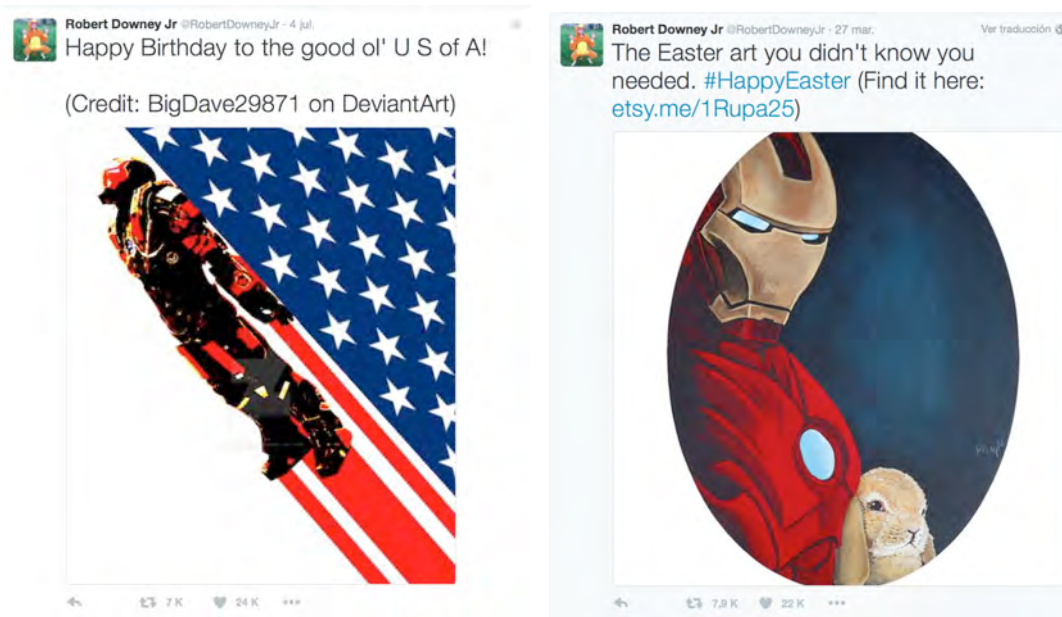 Robert Downey Jr @RobertDowneyJr · 4 jul.
Happy Birthday to the good ol' U S of A!
(Credit: BigDave29871 on DeviantArt)
7 K 24 K
Robert Downey Jr @RobertDowneyJr · 27 mar. Ver traducción
The Easter art you didn't know you
needed. #HappyEaster (Find it here:
etsy.me/1Rupa25)
7,9 K 22 K